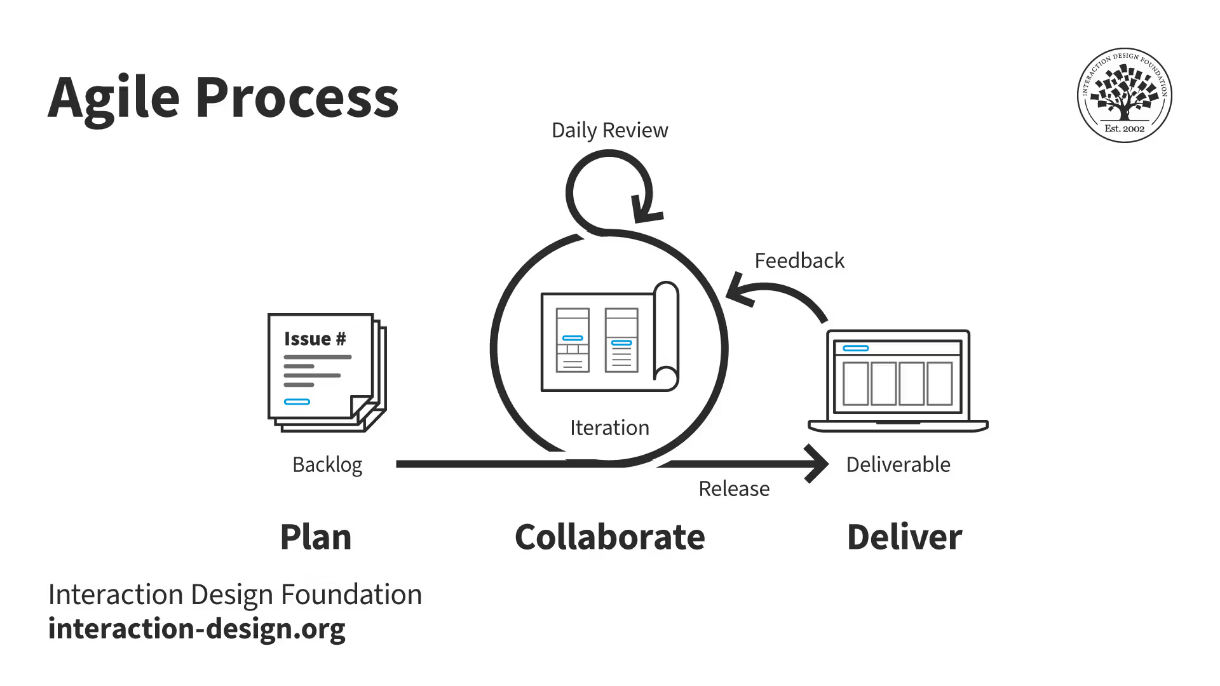 Agile Process
INTERACTION DESIGN FOUNDATION
Est. 2002
Daily Review
Feedback
Issue #
Iteration
Backlog
Deliverable
Release
Plan
Collaborate
Deliver
Interaction Design Foundation
interaction-design.org